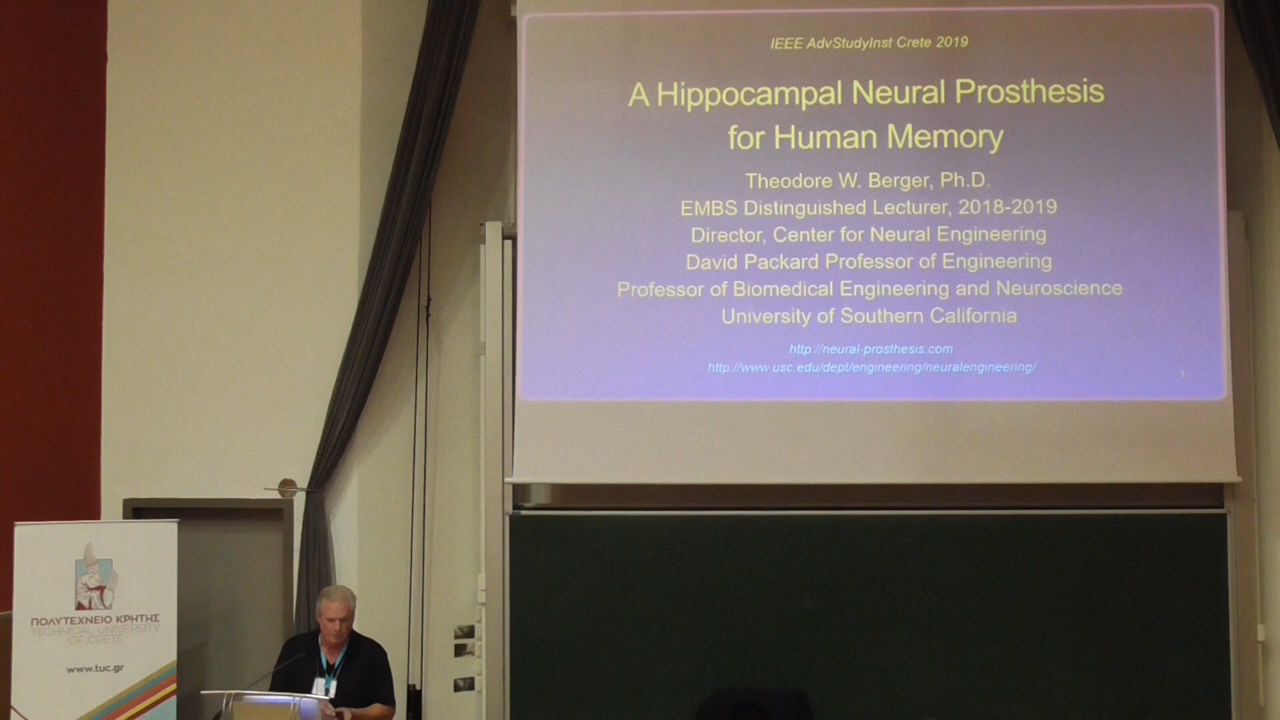 IEEE AdvStudyInst Crete 2019
A Hippocampal Neural Prosthesis
for Human Memory
Theodore W. Berger, Ph.D.
EMBS Distinguished Lecturer, 2018-2019
Director, Center for Neural Engineering
David Packard Professor of Engineering
Professor of Biomedical Engineering and Neuroscience
University of Southern California
http://neural-prosthesis.com
http://www.usc.edu/dept/engineering/neuralengineering/
1
ΠΟΛΥΤΕΧΝΕΙΟ ΚΡΗΤΗΣ
TECHNICAL UNIVERSITY
OF CRETE
www.tuc.gr